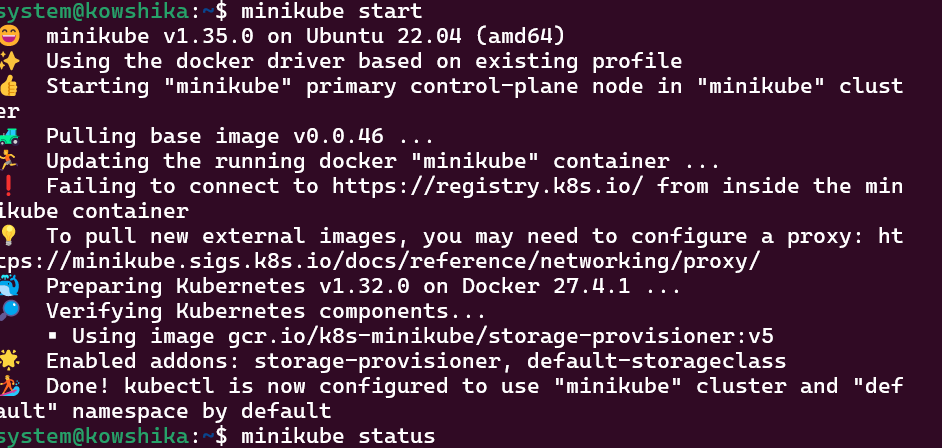 system@kowshika:~$ minikube start
😄  minikube v1.35.0 on Ubuntu 22.04 (amd64)
✨  Using the docker driver based on existing profile
👍  Starting "minikube" primary control-plane node in "minikube" clust
er
🚜  Pulling base image v0.0.46 ...
🏃  Updating the running docker "minikube" container ...
❗  Failing to connect to https://registry.k8s.io/ from inside the min
ikube container
💡  To pull new external images, you may need to configure a proxy: ht
tps://minikube.sigs.k8s.io/docs/reference/networking/proxy/
🐳  Preparing Kubernetes v1.32.0 on Docker 27.4.1 ...
🔎  Verifying Kubernetes components...
    ▪ Using image gcr.io/k8s-minikube/storage-provisioner:v5
🌟  Enabled addons: storage-provisioner, default-storageclass
🏄  Done! kubectl is now configured to use "minikube" cluster and "def
ault" namespace by default
system@kowshika:~$ minikube status